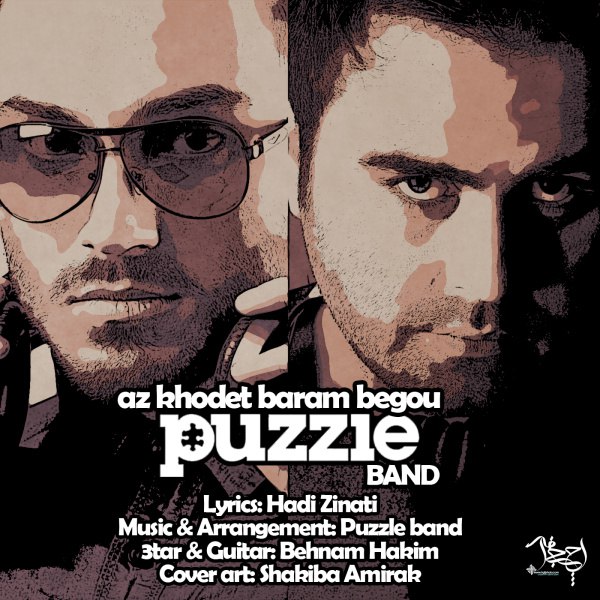 az khodet baram begou
puzzle
BAND
Lyrics: Hadi Zinati
Music & Arrangement: Puzzle band
3tar & Guitar: Behnam Hakim
Cover art: Shakiba Amirak